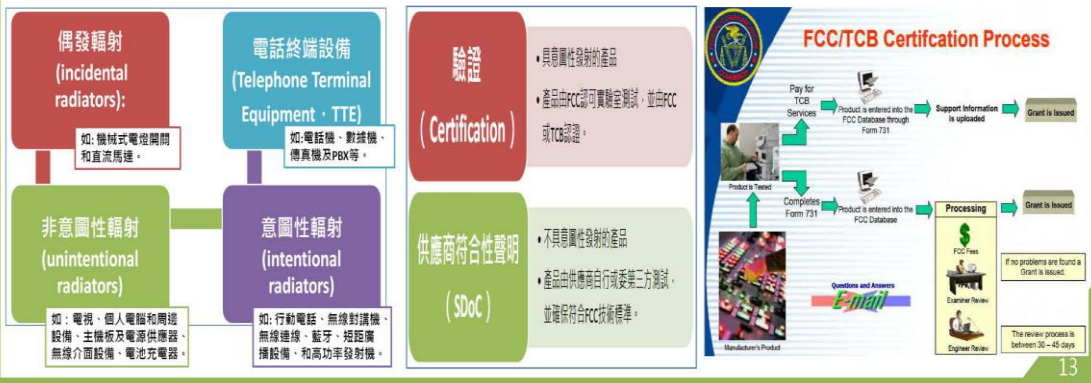 偶發輻射
(incidental
radiators):
如: 機械式電燈開關
和直流馬達。
電話終端設備
(Telephone Terminal
Equipment，TTE)
如:電話機、數據機、
傳真機及PBX等。
非意圖性輻射
(unintentional
radiators)
如：電視、個人電腦和周邊
設備、主機板及電源供應器、
無線介面設備、電池充電器。
意圖性輻射
(intentional
radiators)
如: 行動電話、無線對講機、
無線連線、藍牙、短距廣
播設備、和高功率發射機。
驗證
( Certification )
• 具意圖性發射的產品
• 產品由FCC認可實驗室測試，並由FCC
或TCB認證。
供應商符合性聲明
( SDoC )
• 不具意圖性發射的產品
• 產品由供應商自行或委第三方測試，
並確保符合FCC技術標準。
FCC/TCB Certifcation Process
Pay for
TCB
Services
Product is entered into the
FCC Database through
Form 731
Support Information
is uploaded
Grant is Issued
Product is Tested
Completes
Form 731
Product is entered into the
FCC Database
Processing
Grant is Issued
$
FCC Fees
Examiner Review
Engineer Review
If no problems are found a
Grant is issued.
The review process is
between 30 – 45 days
Questions and Answers
E-mail
Manufacturer's Product
13